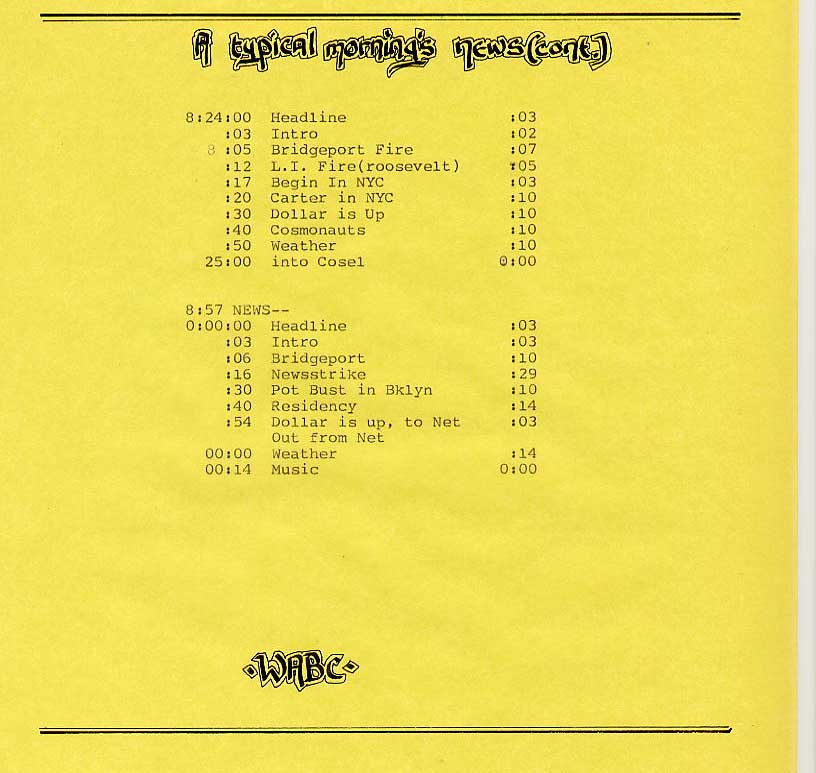 A typical morning's news(cont.)
8:24:00 Headline :03
:03 Intro :02
8 :05 Bridgeport Fire :07
:12 L.I. Fire(roosevelt) :05
:17 Begin In NYC :03
:20 Carter in NYC :10
:30 Dollar is Up :10
:40 Cosmonauts :10
:50 Weather :10
25:00 into Cosel 0:00
8:57 NEWS--
0:00:00 Headline :03
:03 Intro :03
:06 Bridgeport :10
:16 Newsstrike :29
:30 Pot Bust in Bklyn :10
:40 Residency :14
:54 Dollar is up, to Net :03
Out from Net
00:00 Weather :14
00:14 Music 0:00
·WABC·